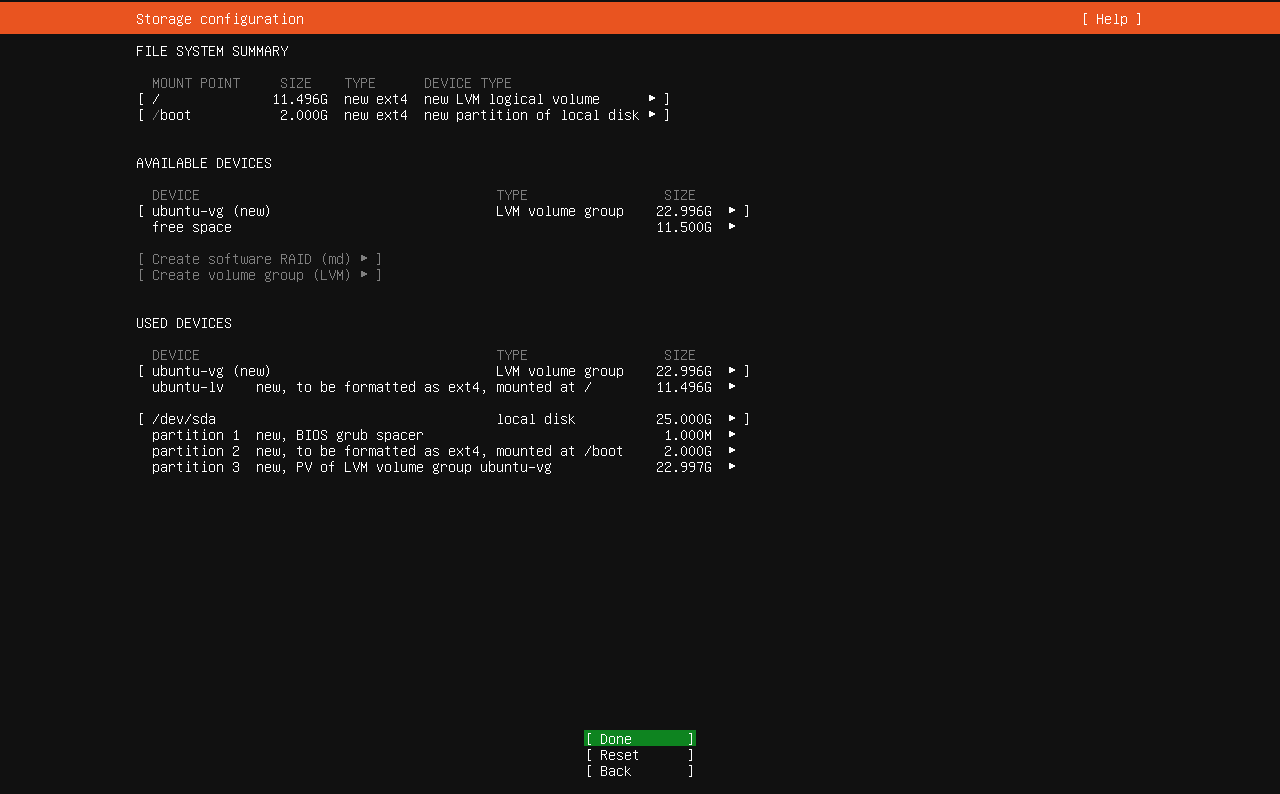 Storage configuration [ Help ]
FILE SYSTEM SUMMARY
MOUNT POINT SIZE TYPE DEVICE TYPE
[ / 11.496G new ext4 new LVM logical volume ▸ ]
[ /boot 2.000G new ext4 new partition of local disk ▸ ]
AVAILABLE DEVICES
DEVICE TYPE SIZE
[ ubuntu-vg (new) LVM volume group 22.996G ▸ ]
free space 11.500G ▸
[ Create software RAID (md) ▸ ]
[ Create volume group (LVM) ▸ ]
USED DEVICES
DEVICE TYPE SIZE
[ ubuntu-vg (new) LVM volume group 22.996G ▸ ]
ubuntu-lv new, to be formatted as ext4, mounted at / 11.496G ▸
[ /dev/sda local disk 25.000G ▸ ]
partition 1 new, BIOS grub spacer 1.000M ▸
partition 2 new, to be formatted as ext4, mounted at /boot 2.000G ▸
partition 3 new, PV of LVM volume group ubuntu-vg 22.997G ▸
[ Done ]
[ Reset ]
[ Back ]